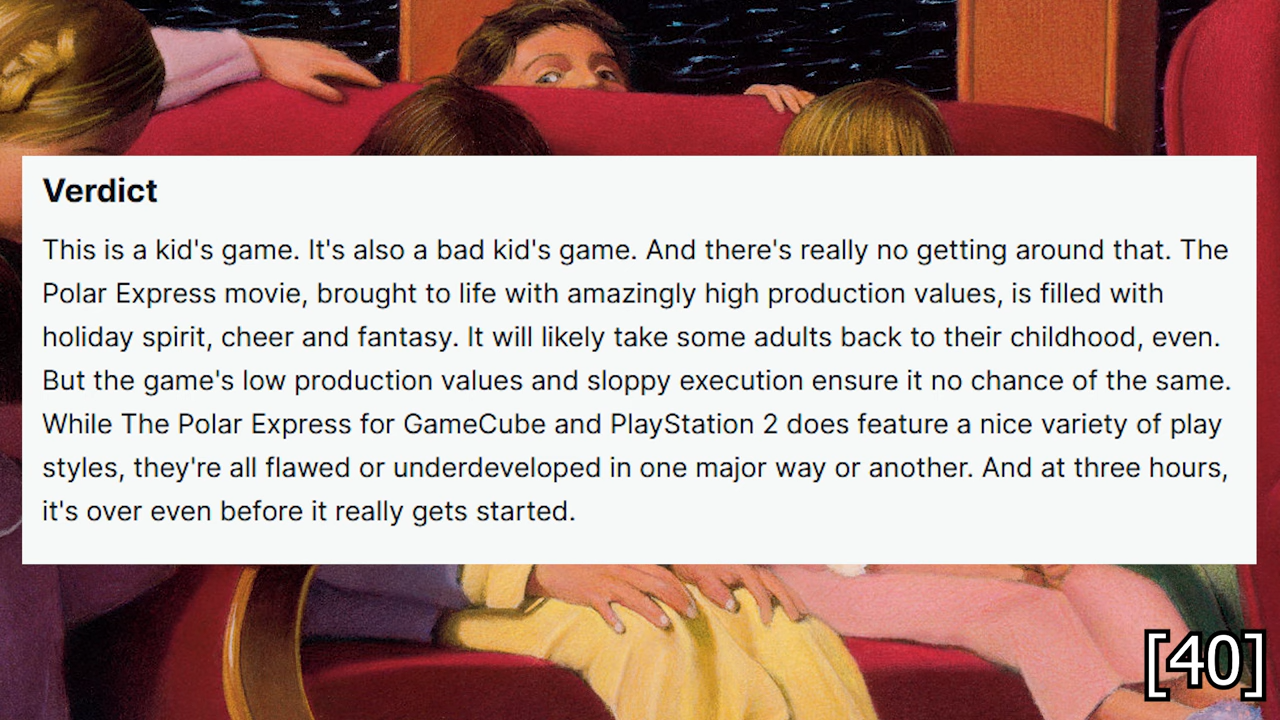 Verdict
This is a kid's game. It's also a bad kid's game. And there's really no getting around that. The
Polar Express movie, brought to life with amazingly high production values, is filled with
holiday spirit, cheer and fantasy. It will likely take some adults back to their childhood, even.
But the game's low production values and sloppy execution ensure it no chance of the same.
While The Polar Express for GameCube and PlayStation 2 does feature a nice variety of play
styles, they're all flawed or underdeveloped in one major way or another. And at three hours,
it's over even before it really gets started.
[40]